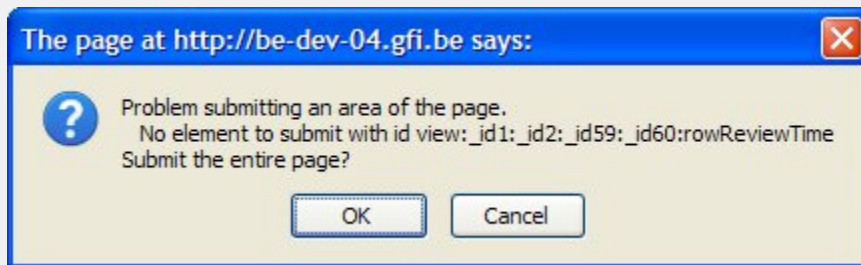 The page at http://be-dev-04.gfi.be says:
Problem submitting an area of the page.
No element to submit with id view:_id1:_id2:_id59:_id60:rowReviewTime
Submit the entire page?
OK
Cancel